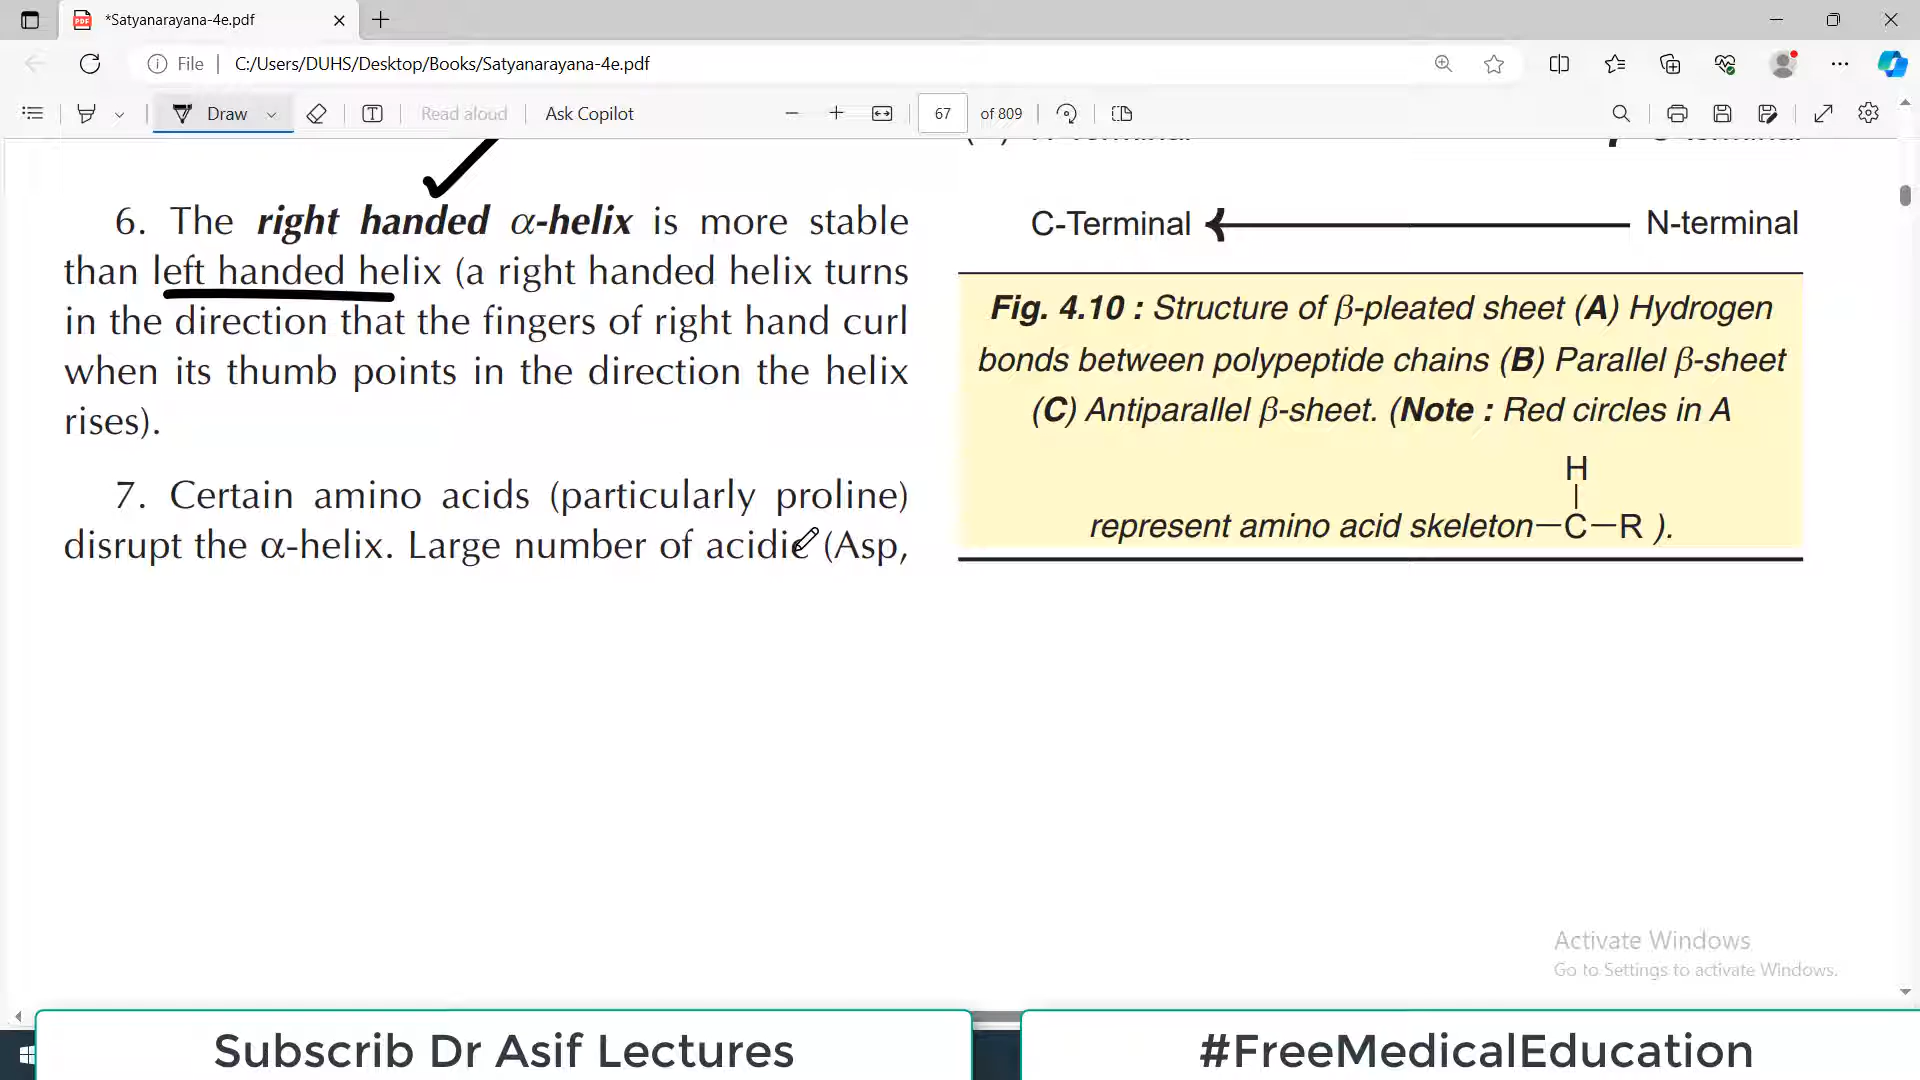 *Satyanarayana-4e.pdf
File
C:/Users/DUHS/Desktop/Books/Satyanarayana-4e.pdf
Draw
Read aloud
Ask Copilot
67
of 809
6. The right handed α-helix is more stable
than left handed helix (a right handed helix turns
in the direction that the fingers of right hand curl
when its thumb points in the direction the helix
rises).
7. Certain amino acids (particularly proline)
disrupt the α-helix. Large number of acidic (Asp,
C-Terminal
N-terminal
Fig. 4.10 : Structure of β-pleated sheet (A) Hydrogen
bonds between polypeptide chains (B) Parallel β-sheet
(C) Antiparallel β-sheet. (Note : Red circles in A
H
represent amino acid skeleton—C—R ).
Activate Windows
Go to Settings to activate Windows.
Subscrib Dr Asif Lectures
#FreeMedicalEducation